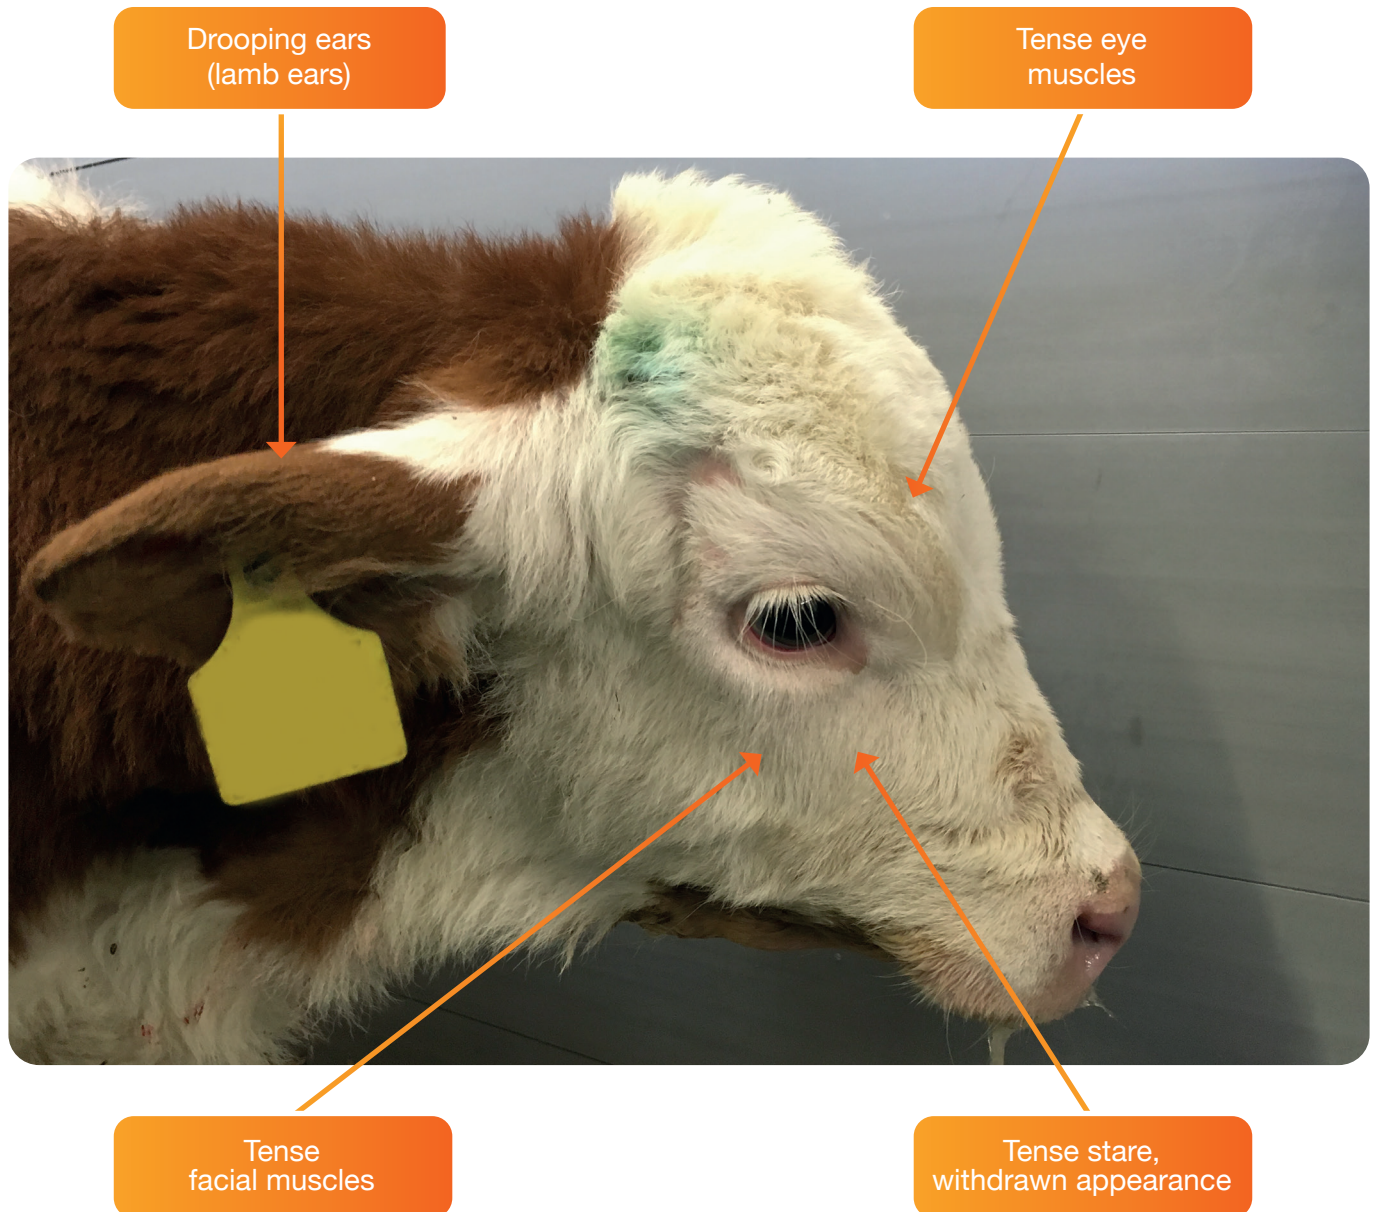 Drooping ears
(lamb ears)
Tense eye
muscles
Tense
facial muscles
Tense stare,
withdrawn appearance